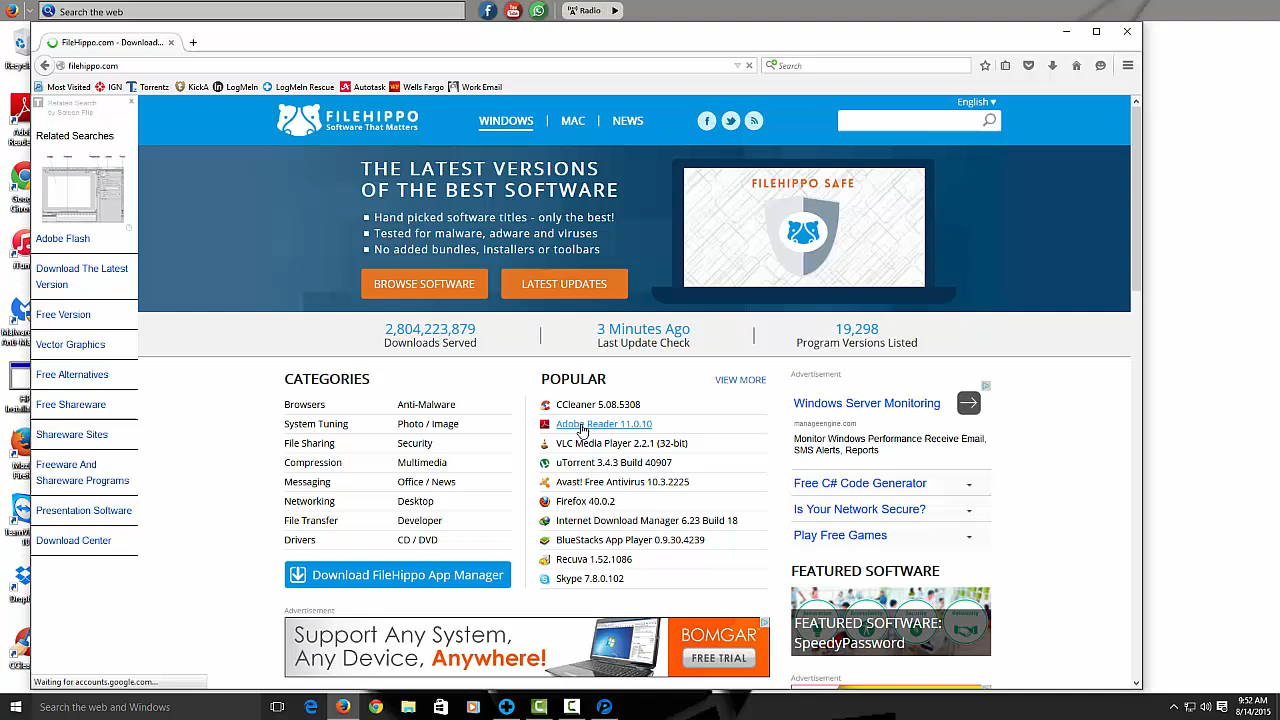 Search the web
Radio
FileHippo.com - Download...
filehippo.com
Search
Most Visited
IGN
Torrentz
KickA
LogMeIn
LogMeIn Rescue
Autotask
Wells Fargo
Work Email
Related Search
Related Searches
Adobe Flash
Download The Latest
Version
Free Version
Vector Graphics
Free Alternatives
Free Shareware
Shareware Sites
Freeware And
Shareware Programs
Presentation Software
Download Center
English
FILEHIPPO
Software That Matters
WINDOWS
MAC
NEWS
THE LATEST VERSIONS
OF THE BEST SOFTWARE
Hand picked software titles - only the best!
Tested for malware, adware and viruses
No added bundles, installers or toolbars
BROWSE SOFTWARE
LATEST UPDATES
FILEHIPPO SAFE
2,804,223,879
Downloads Served
3 Minutes Ago
Last Update Check
19,298
Program Versions Listed
CATEGORIES
Browsers
Anti-Malware
System Tuning
Photo / Image
File Sharing
Security
Compression
Multimedia
Messaging
Office / News
Networking
Desktop
File Transfer
Developer
Drivers
CD / DVD
Download FileHippo App Manager
POPULAR
VIEW MORE
CCleaner 5.08.5308
Adobe Reader 11.0.10
VLC Media Player 2.2.1 (32-bit)
uTorrent 3.4.3 Build 40907
Avast! Free Antivirus 10.3.2225
Firefox 40.0.2
Internet Download Manager 6.23 Build 18
BlueStacks App Player 0.9.30.4239
Recuva 1.52.1086
Skype 7.8.0.102
Advertisement
Windows Server Monitoring
manageengine.com
Monitor Windows Performance Receive Email,
SMS Alerts, Reports
Free C# Code Generator
Is Your Network Secure?
Play Free Games
FEATURED SOFTWARE
FEATURED SOFTWARE:
SpeedyPassword
Advertisement
Advertisement
Support Any System,
Any Device, Anywhere!
BOMGAR
FREE TRIAL
Waiting for accounts.google.com...
Search the web and Windows
9:52 AM
8/14/2015